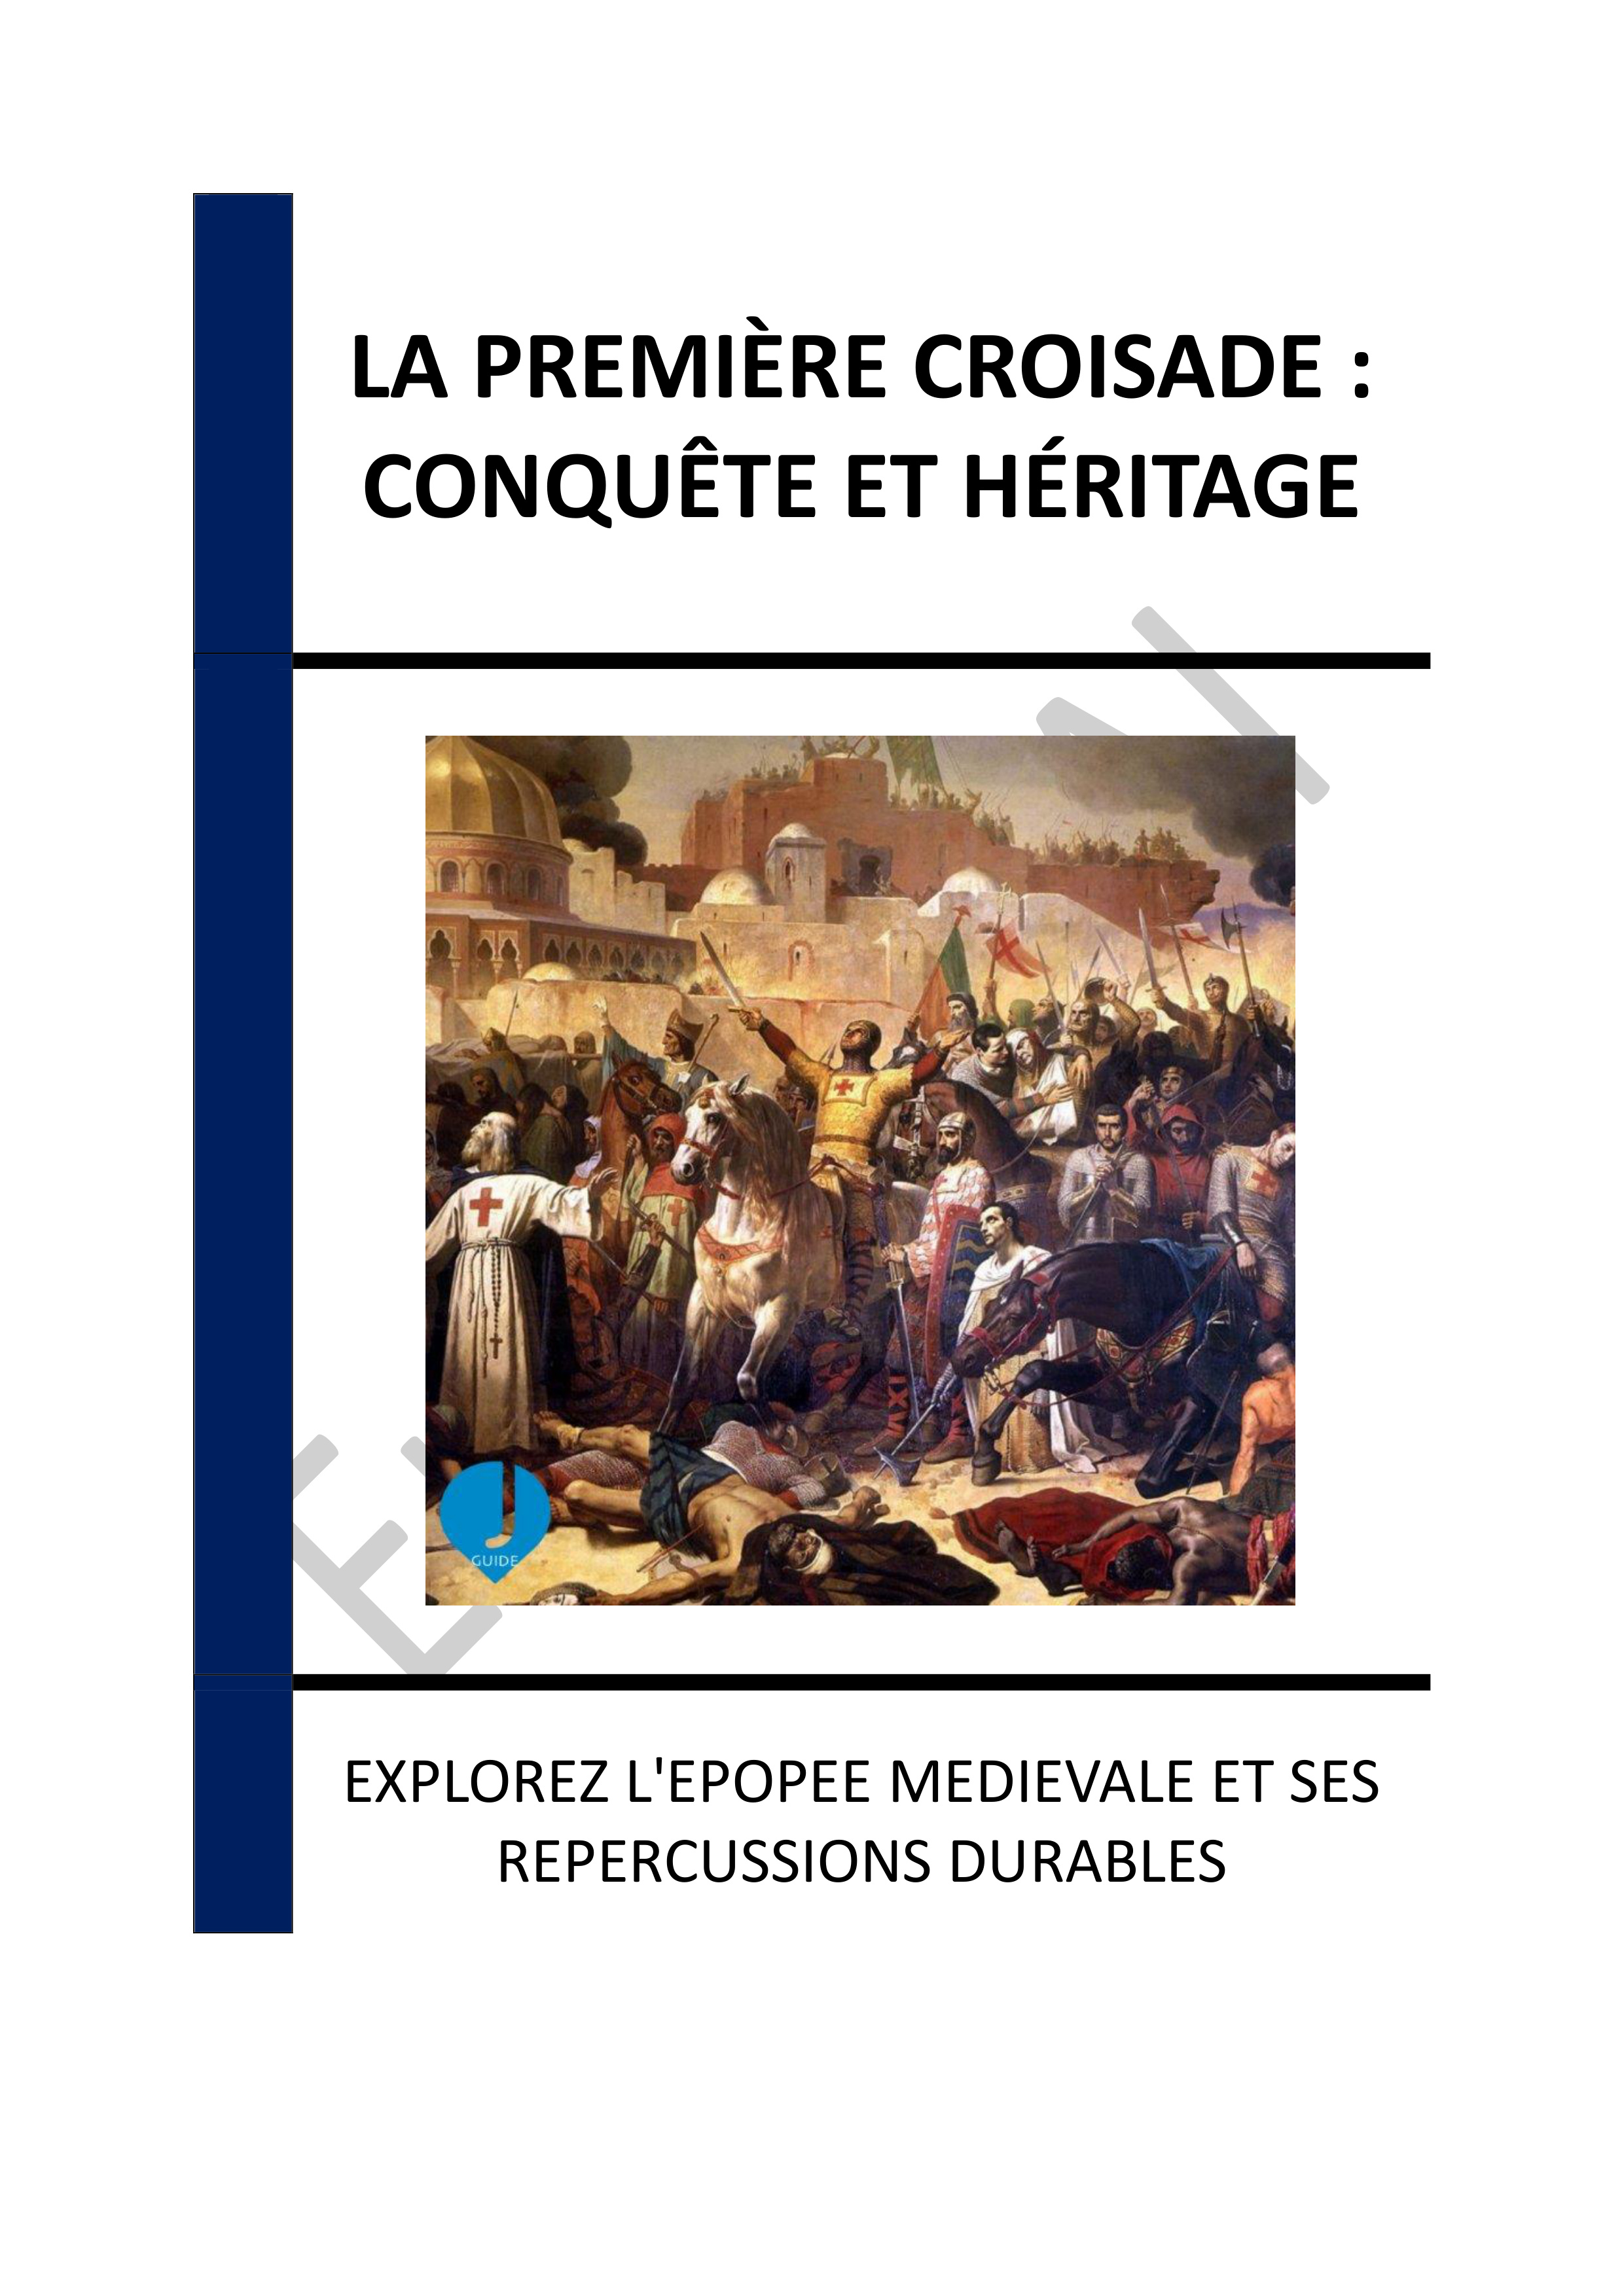 LA PREMIÈRE CROISADE :
CONQUÊTE ET HÉRITAGE
J
GUIDE
EXPLOREZ L'EPOPEE MEDIEVALE ET SES
REPERCUSSIONS DURABLES